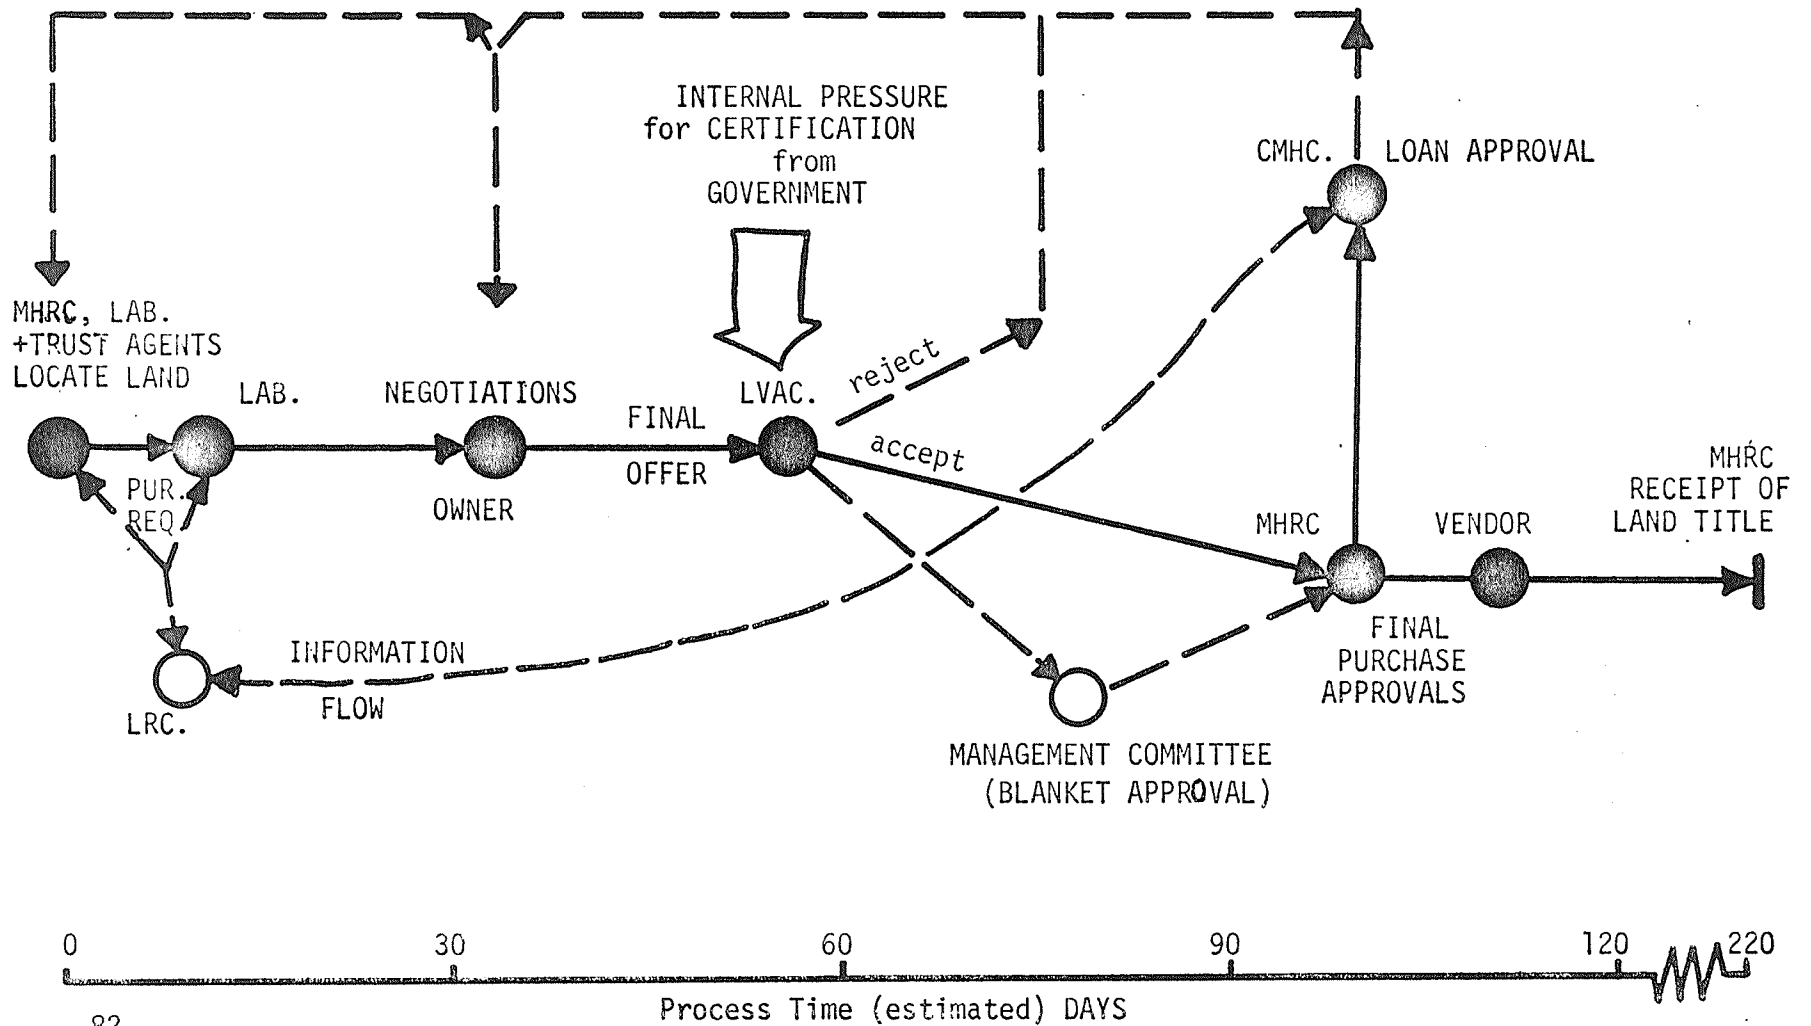 INTERNAL PRESSURE
for CERTIFICATION
from
GOVERNMENT
CMHC. LOAN APPROVAL
MHRC, LAB.
+TRUST AGENTS
LOCATE LAND
LAB.
NEGOTIATIONS
OWNER
FINAL
OFFER
LVAC.
reject
accept
PUR.
REQ
INFORMATION
FLOW
LRC.
MHRC
VENDOR
MHRC
RECEIPT OF
LAND TITLE
FINAL
PURCHASE
APPROVALS
MANAGEMENT COMMITTEE
(BLANKET APPROVAL)
0 30 60 90 120 220
Process Time (estimated) DAYS
82